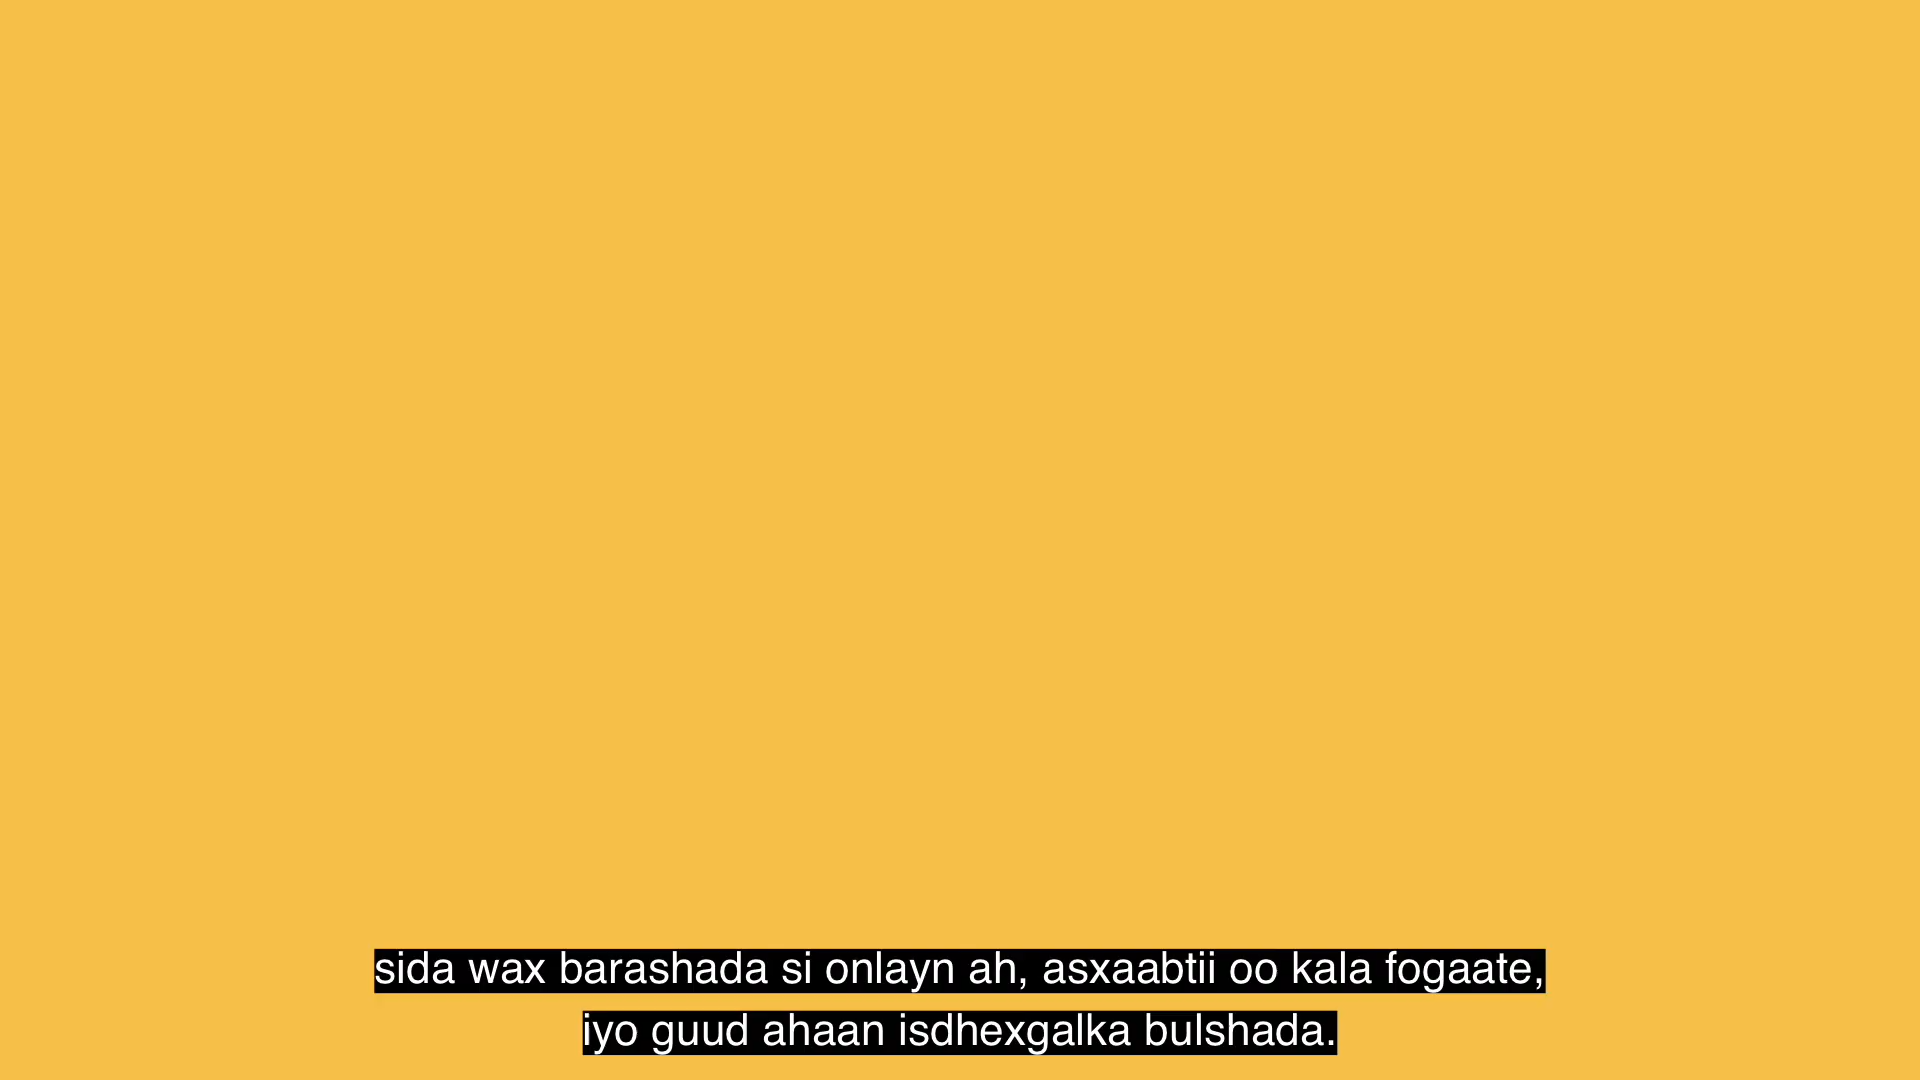 sida wax barashada si onlayn ah, asxaabtii oo kala fogaate,
iyo guud ahaan isdhexgalka bulshada.